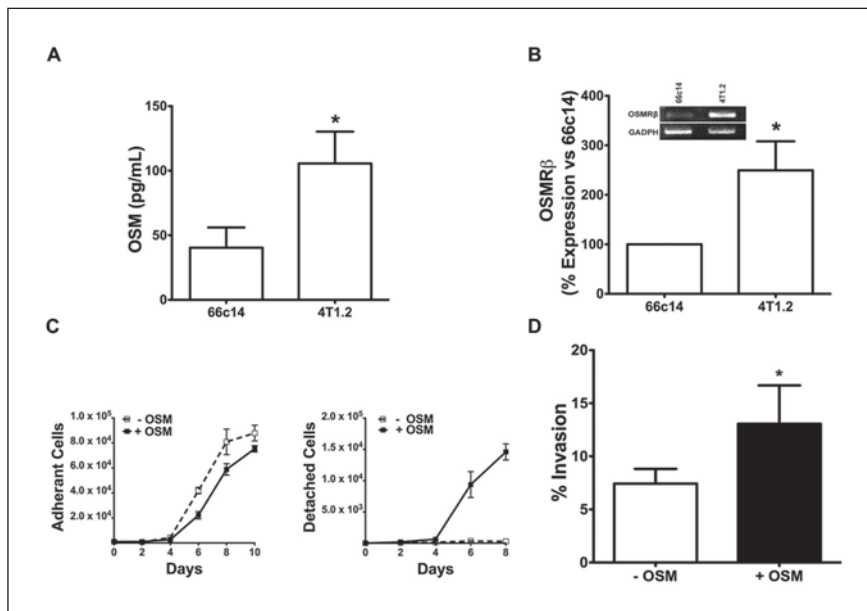 A
OSM (pg/mL)
150
100
50
0
*
66c14
4T1.2
B
OSMRβ
(% Expression vs 66c14)
400
300
200
100
0
66c14
4T1.2
OSMRβ
GADPH
*
66c14
4T1.2
C
Adherant Cells
1.0 x 10⁵
8.0 x 10⁴
6.0 x 10⁴
4.0 x 10⁴
2.0 x 10⁴
- OSM
+ OSM
0 2 4 6 8 10
Days
Detached Cells
2.0 x 10⁵
1.5 x 10⁴
1.0 x 10⁴
5.0 x 10³
- OSM
+ OSM
0 2 4 6 8
Days
D
% Invasion
20
15
10
5
0
*
- OSM
+ OSM